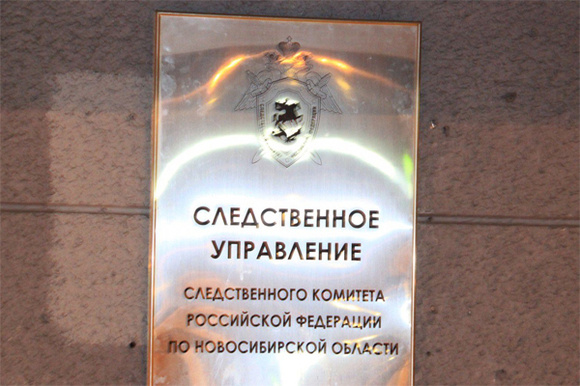 СЛЕДСТВЕННОЕ
УПРАВЛЕНИЕ
СЛЕДСТВЕННОГО КОМИТЕТА
РОССИЙСКОЙ ФЕДЕРАЦИИ
ПО НОВОСИБИРСКОЙ ОБЛАСТИ